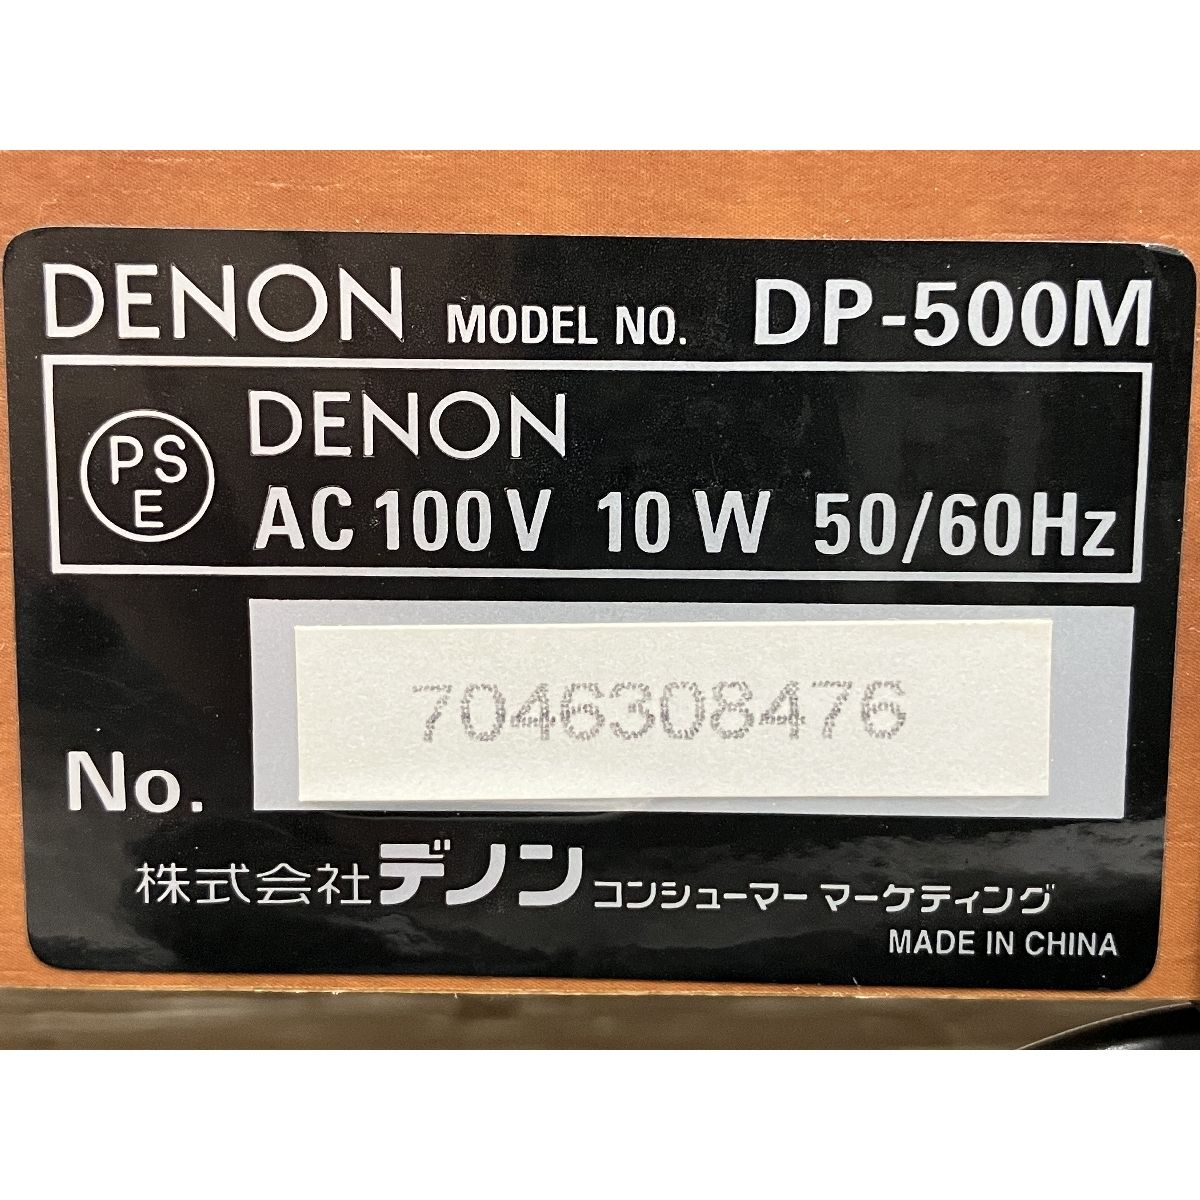 DENON MODEL NO. DP-500M
PSE DENON
AC 100V 10 W 50/60Hz
7046308476
No.
株式会社デノン コンシューマー マーケティング
MADE IN CHINA